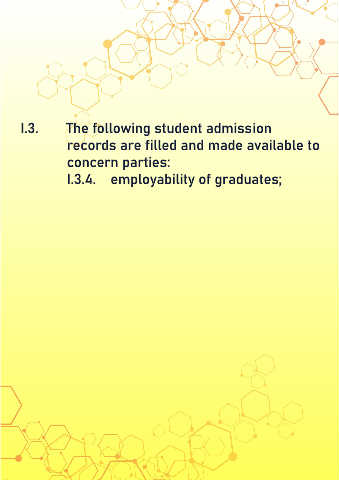 I.3. The following student admission
records are filled and made available to
concern parties:
I.3.4. employability of graduates;